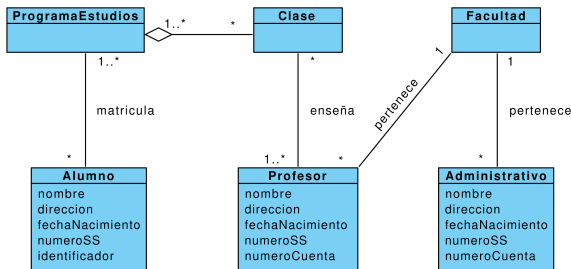 ProgramaEstudios
Clase
Facultad
1..*
*
1..*
*
1
1
matricula
enseña
pertenece
pertenece
*
1..*
*
*
Alumno
nombre
direccion
fechaNacimiento
numeroSS
identificador
Profesor
nombre
direccion
fechaNacimiento
numeroSS
numeroCuenta
Administrativo
nombre
direccion
fechaNacimiento
numeroSS
numeroCuenta